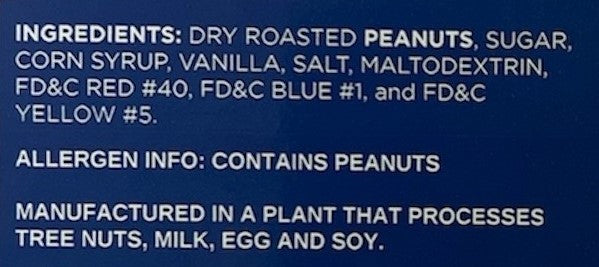 INGREDIENTS: DRY ROASTED PEANUTS, SUGAR,
CORN SYRUP, VANILLA, SALT, MALTODEXTRIN,
FD&C RED #40, FD&C BLUE #1, and FD&C
YELLOW #5.
ALLERGEN INFO: CONTAINS PEANUTS
MANUFACTURED IN A PLANT THAT PROCESSES
TREE NUTS, MILK, EGG AND SOY.